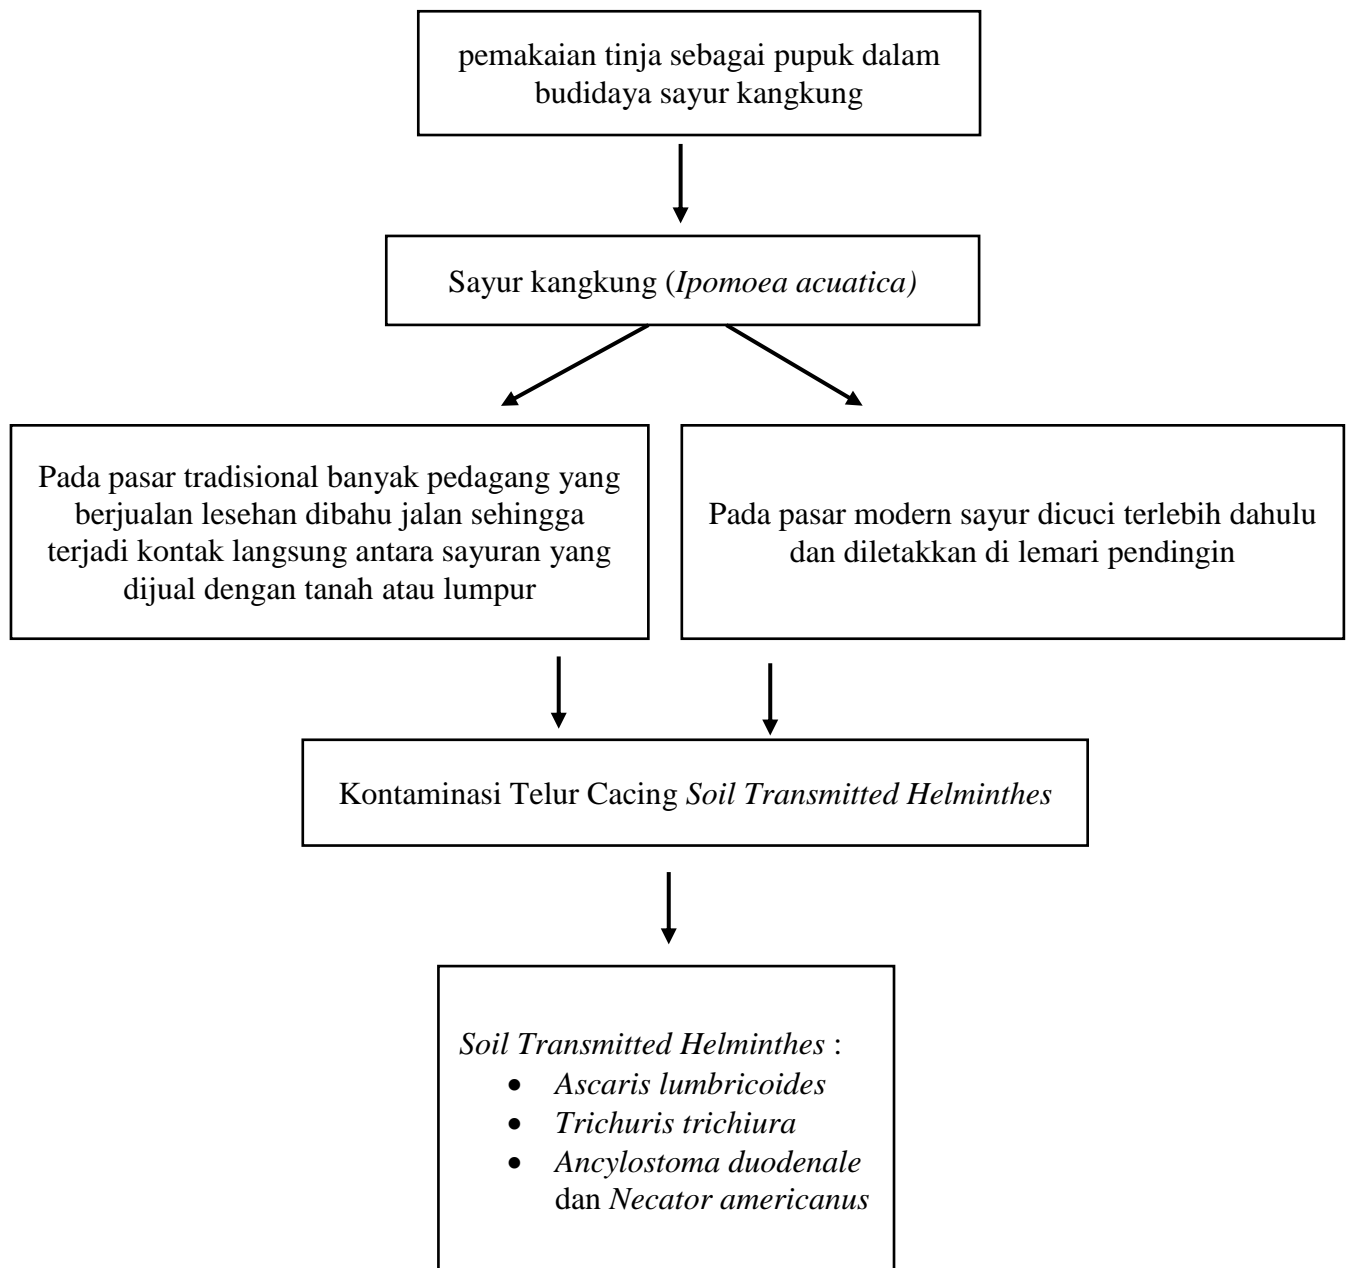 pemakaian tinja sebagai pupuk dalam
budidaya sayur kangkung
Sayur kangkung (Ipomoea acuatica)
Pada pasar tradisional banyak pedagang yang
berjualan lesehan dibahu jalan sehingga
terjadi kontak langsung antara sayuran yang
dijual dengan tanah atau lumpur
Pada pasar modern sayur dicuci terlebih dahulu
dan diletakkan di lemari pendingin
Kontaminasi Telur Cacing Soil Transmitted Helminthes
Soil Transmitted Helminthes :
• Ascaris lumbricoides
• Trichuris trichiura
• Ancylostoma duodenale
dan Necator americanus